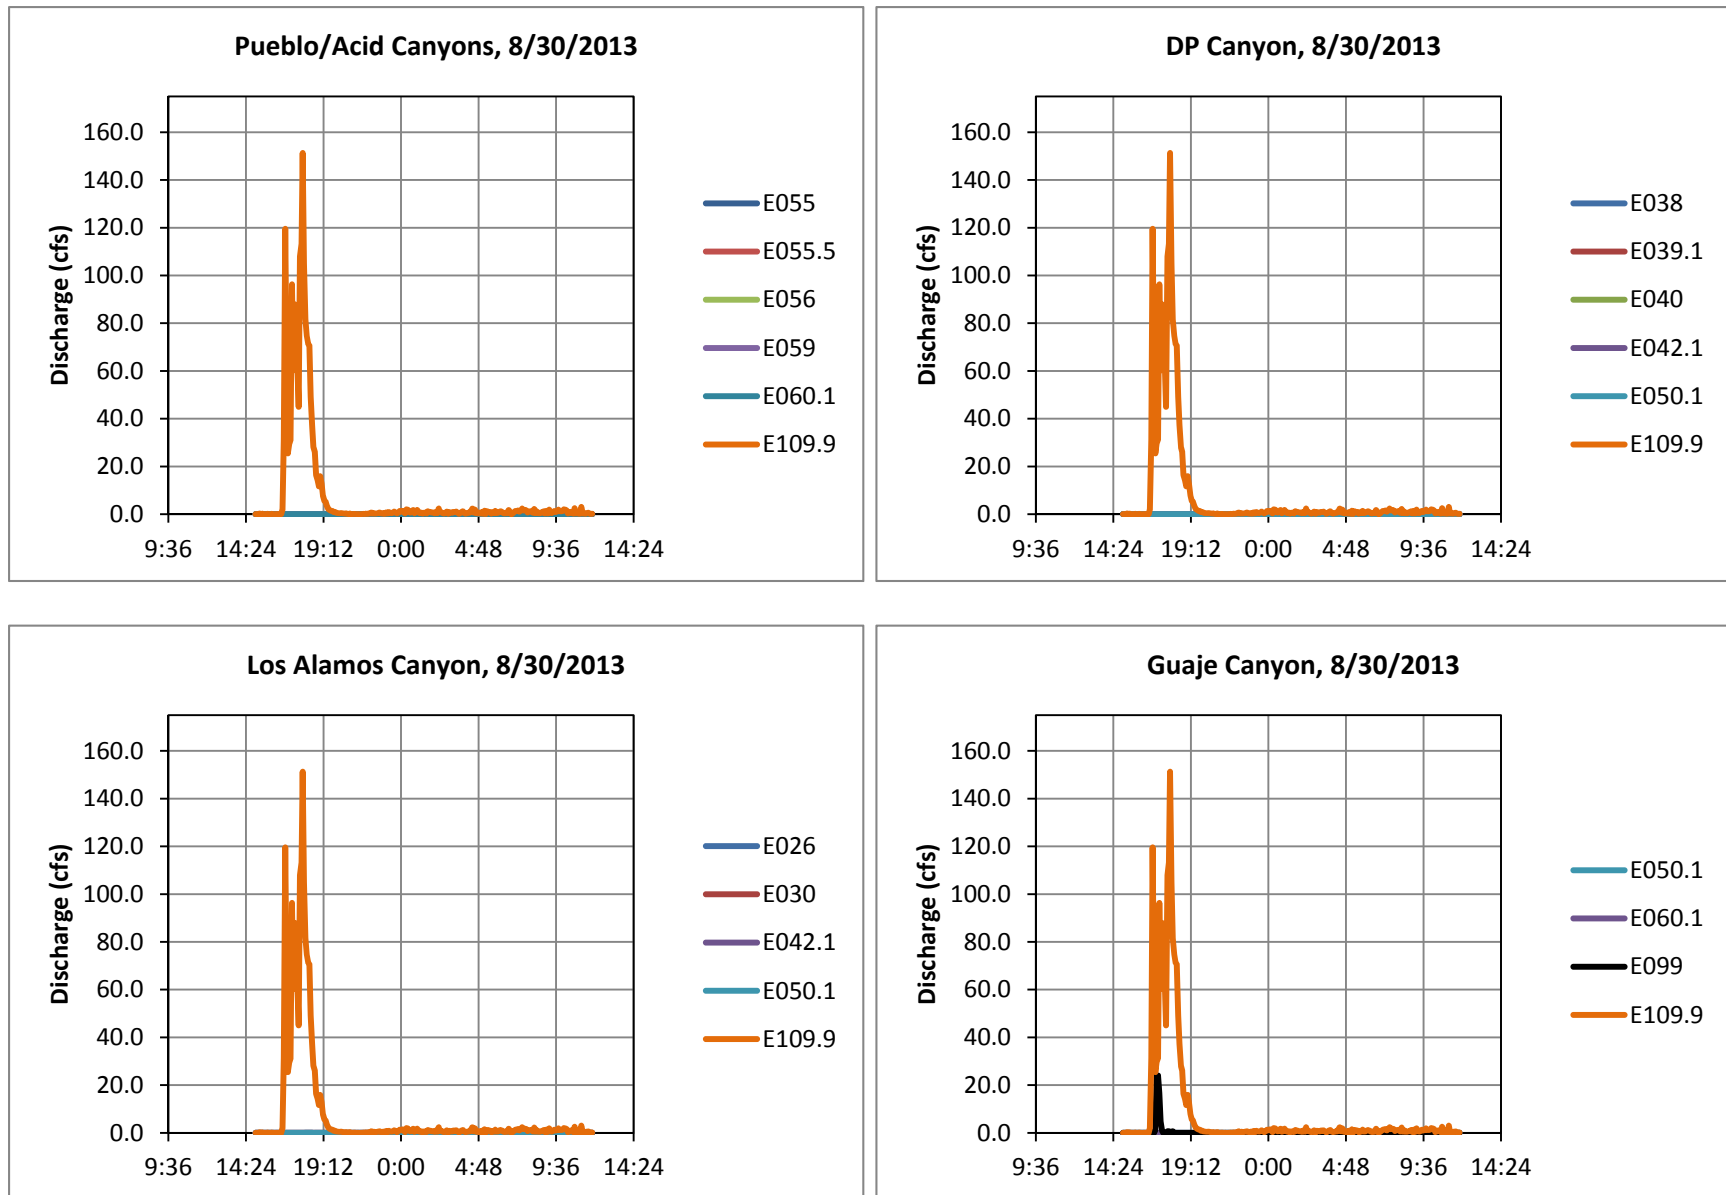 Pueblo/Acid Canyons, 8/30/2013
Discharge (cfs)
160.0
140.0
120.0
100.0
80.0
60.0
40.0
20.0
0.0
9:36 14:24 19:12 0:00 4:48 9:36 14:24
E055
E055.5
E056
E059
E060.1
E109.9
DP Canyon, 8/30/2013
Discharge (cfs)
160.0
140.0
120.0
100.0
80.0
60.0
40.0
20.0
0.0
9:36 14:24 19:12 0:00 4:48 9:36 14:24
E038
E039.1
E040
E042.1
E050.1
E109.9
Los Alamos Canyon, 8/30/2013
Discharge (cfs)
160.0
140.0
120.0
100.0
80.0
60.0
40.0
20.0
0.0
9:36 14:24 19:12 0:00 4:48 9:36 14:24
E026
E030
E042.1
E050.1
E109.9
Guaje Canyon, 8/30/2013
Discharge (cfs)
160.0
140.0
120.0
100.0
80.0
60.0
40.0
20.0
0.0
9:36 14:24 19:12 0:00 4:48 9:36 14:24
E050.1
E060.1
E099
E109.9